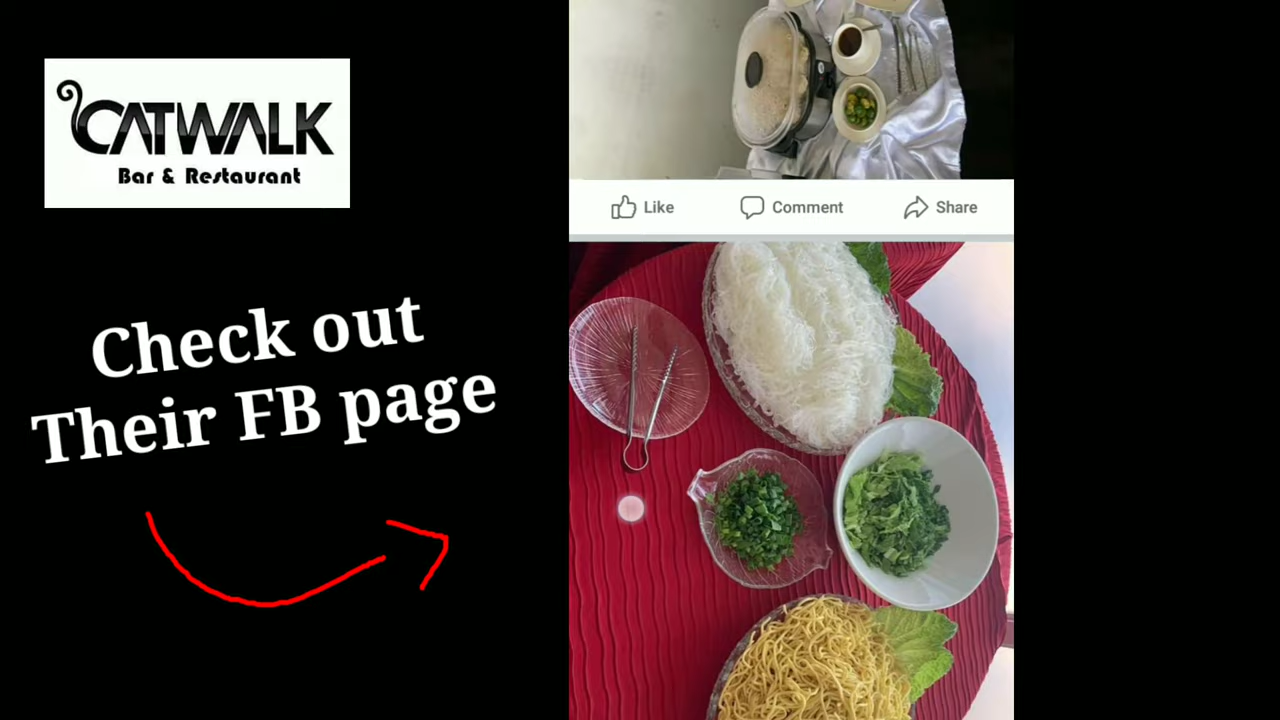 CATWALK
Bar & Restaurant
Check out
Their FB page
Like
Comment
Share